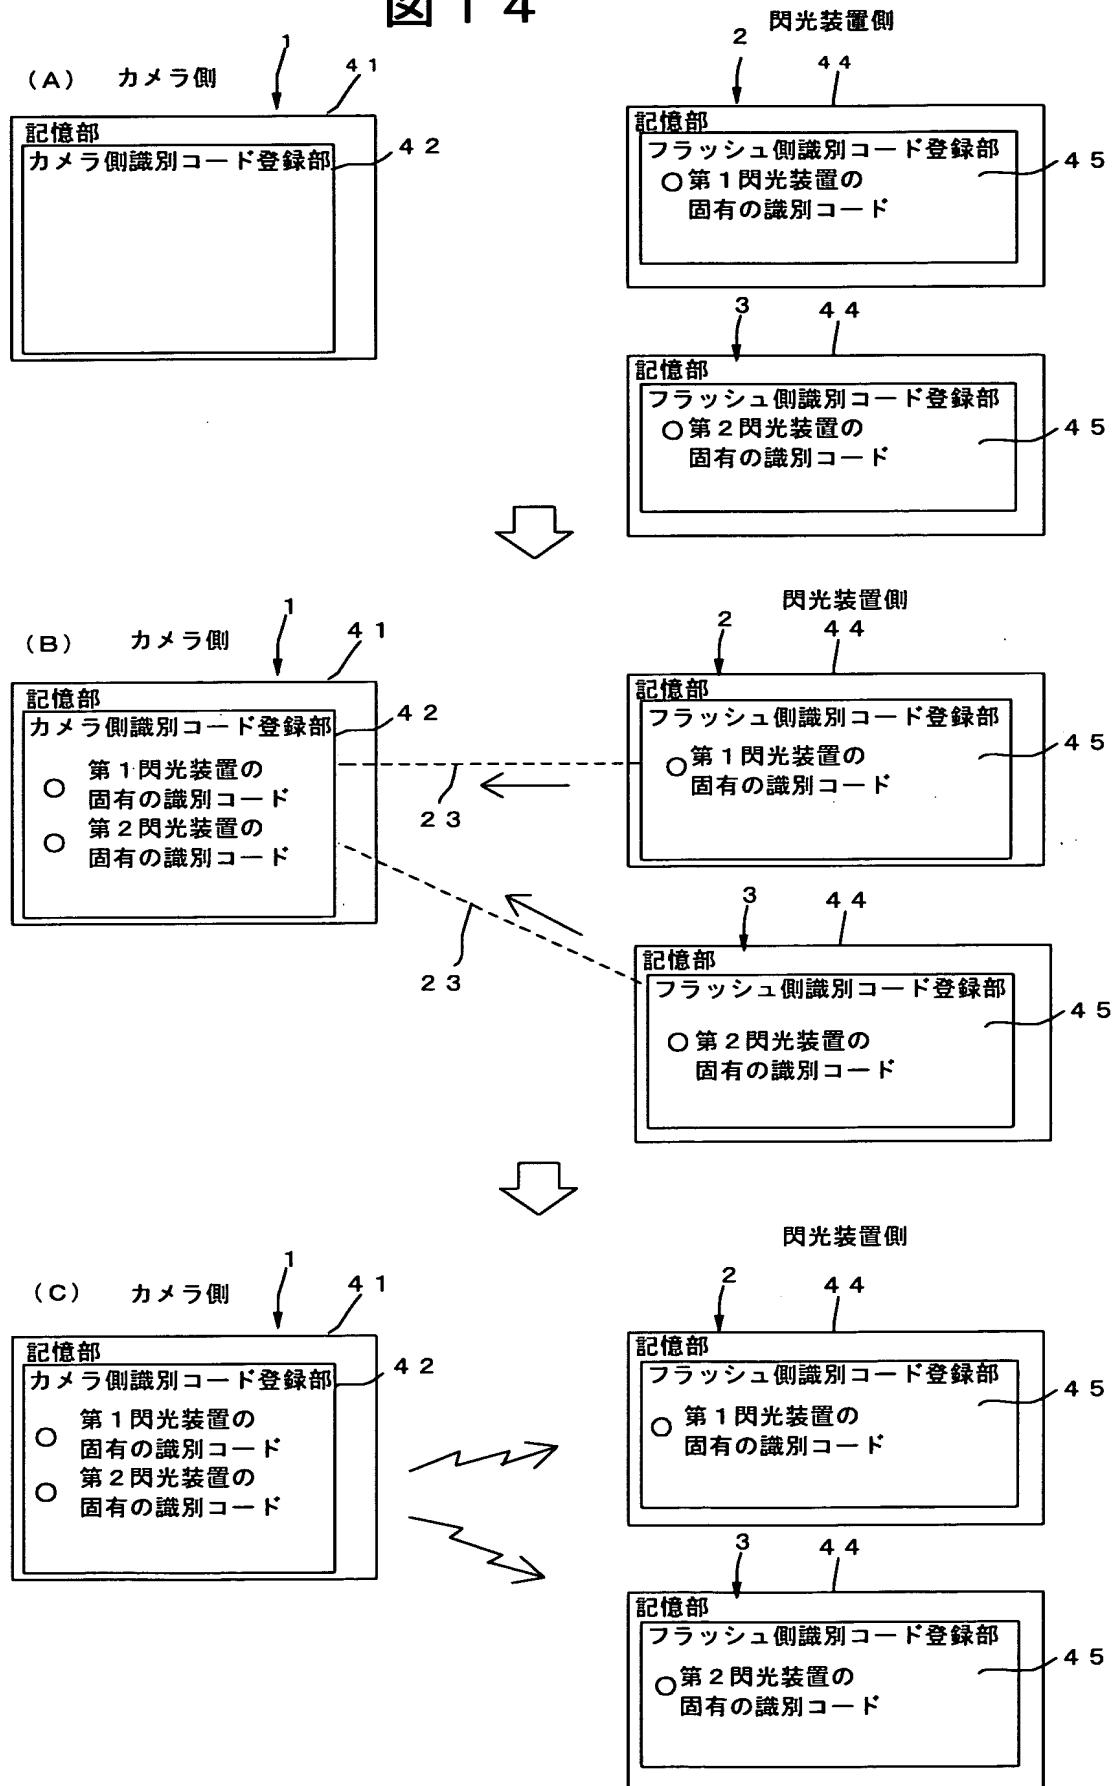 図１４
閃光装置側
（A） カメラ側
1
４１
記憶部
カメラ側識別コード登録部
４２
2
４４
記憶部
フラッシュ側識別コード登録部
○第１閃光装置の
固有の識別コード
４５
3
４４
記憶部
フラッシュ側識別コード登録部
○第２閃光装置の
固有の識別コード
４５
閃光装置側
（B） カメラ側
1
４１
記憶部
カメラ側識別コード登録部
４２
○ 第１閃光装置の
固有の識別コード
○ 第２閃光装置の
固有の識別コード
２３
２３
2
４４
記憶部
フラッシュ側識別コード登録部
○第１閃光装置の
固有の識別コード
４５
3
４４
記憶部
フラッシュ側識別コード登録部
○第２閃光装置の
固有の識別コード
４５
閃光装置側
（C） カメラ側
1
４１
記憶部
カメラ側識別コード登録部
４２
○ 第１閃光装置の
固有の識別コード
○ 第２閃光装置の
固有の識別コード
2
４４
記憶部
フラッシュ側識別コード登録部
○第１閃光装置の
固有の識別コード
４５
3
４４
記憶部
フラッシュ側識別コード登録部
○第２閃光装置の
固有の識別コード
４５